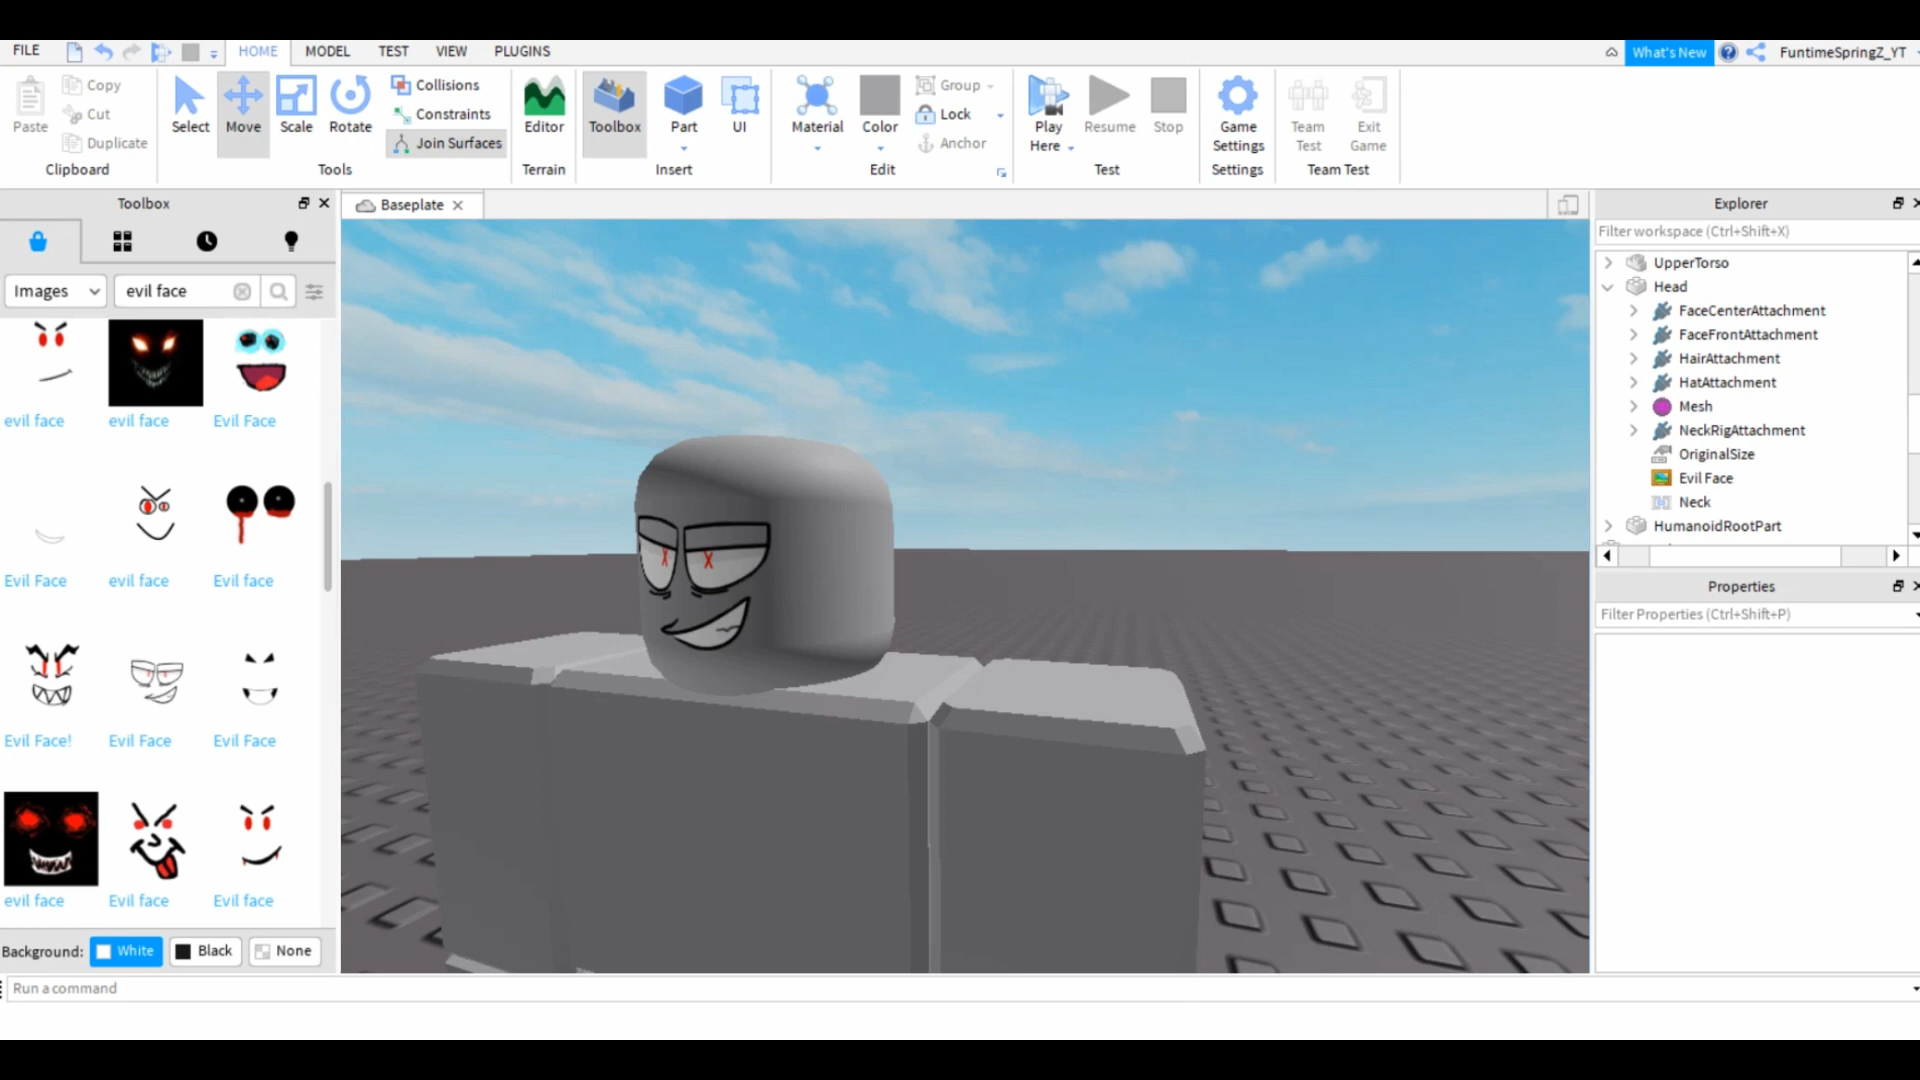 FILE HOME MODEL TEST VIEW PLUGINS What's New FuntimeSpringZ_YT
Paste Copy Cut Duplicate Select Move Scale Rotate Collisions Constraints Join Surfaces Editor Toolbox Part UI Material Color Group Lock Anchor Play Here Resume Stop Game Settings Team Test Exit Game
Clipboard Tools Terrain Insert Edit Test Settings Team Test
Toolbox
Baseplate
Explorer
Images evil face
Filter workspace (Ctrl+Shift+X)
evil face evil face Evil Face
Evil Face evil face Evil face
Evil Face! Evil Face Evil Face
evil face Evil face Evil face
Background: White Black None
UpperTorso
Head
FaceCenterAttachment
FaceFrontAttachment
HairAttachment
HatAttachment
Mesh
NeckRigAttachment
OriginalSize
Evil Face
Neck
HumanoidRootPart
Properties
Filter Properties (Ctrl+Shift+P)
Run a command